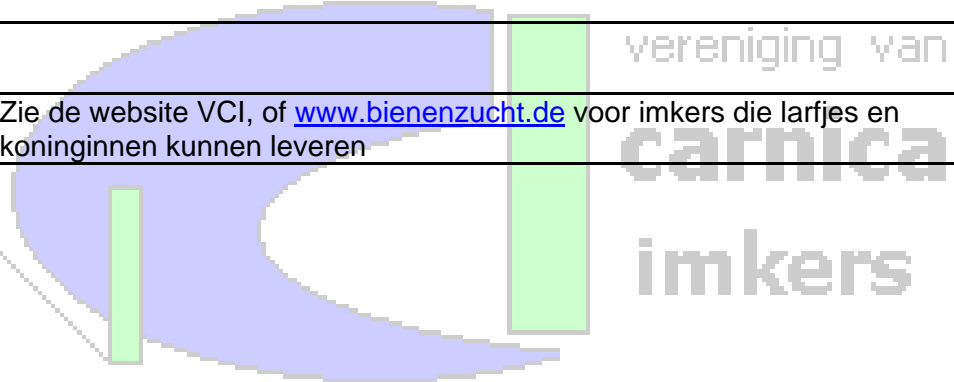 vereniging van
Zie de website VCI, of www.bienenzucht.de voor imkers die larfjes en
koninginnen kunnen leveren
carnica
imkers